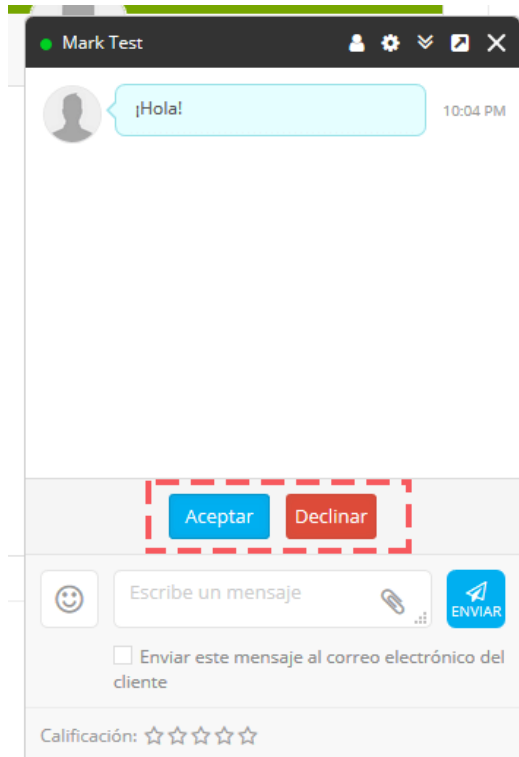 Mark Test
¡Hola!
10:04 PM
Aceptar
Declinar
Escribe un mensaje
ENVIAR
Enviar este mensaje al correo electrónico del
cliente
Calificación: